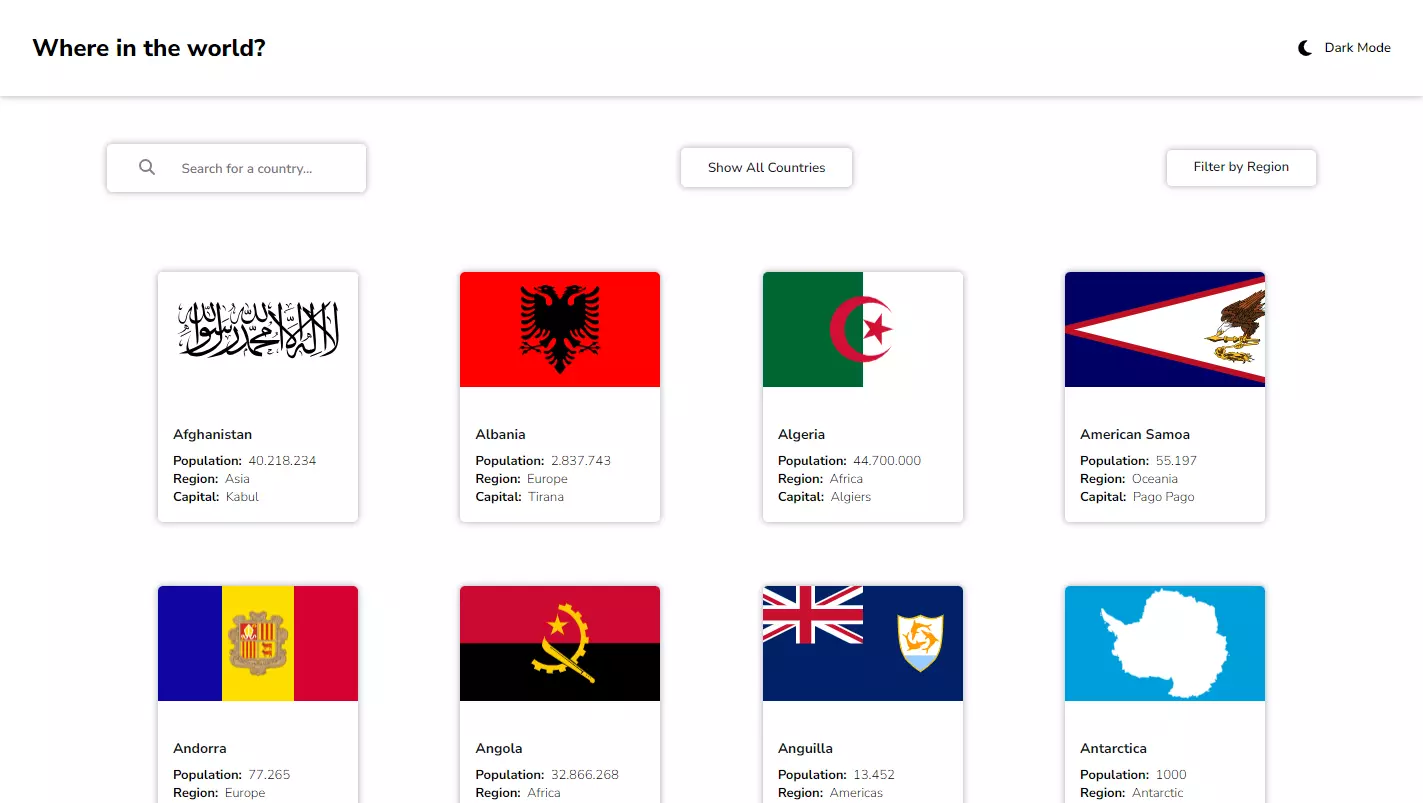 Where in the world?
Dark Mode
Search for a country...
Show All Countries
Filter by Region
لا إله إلا الله محمد رسول الله
Afghanistan
Population: 40.218.234
Region: Asia
Capital: Kabul
Albania
Population: 2.837.743
Region: Europe
Capital: Tirana
Algeria
Population: 44.700.000
Region: Africa
Capital: Algiers
American Samoa
Population: 55.197
Region: Oceania
Capital: Pago Pago
Andorra
Population: 77.265
Region: Europe
Angola
Population: 32.866.268
Region: Africa
Anguilla
Population: 13.452
Region: Americas
Antarctica
Population: 1000
Region: Antarctic